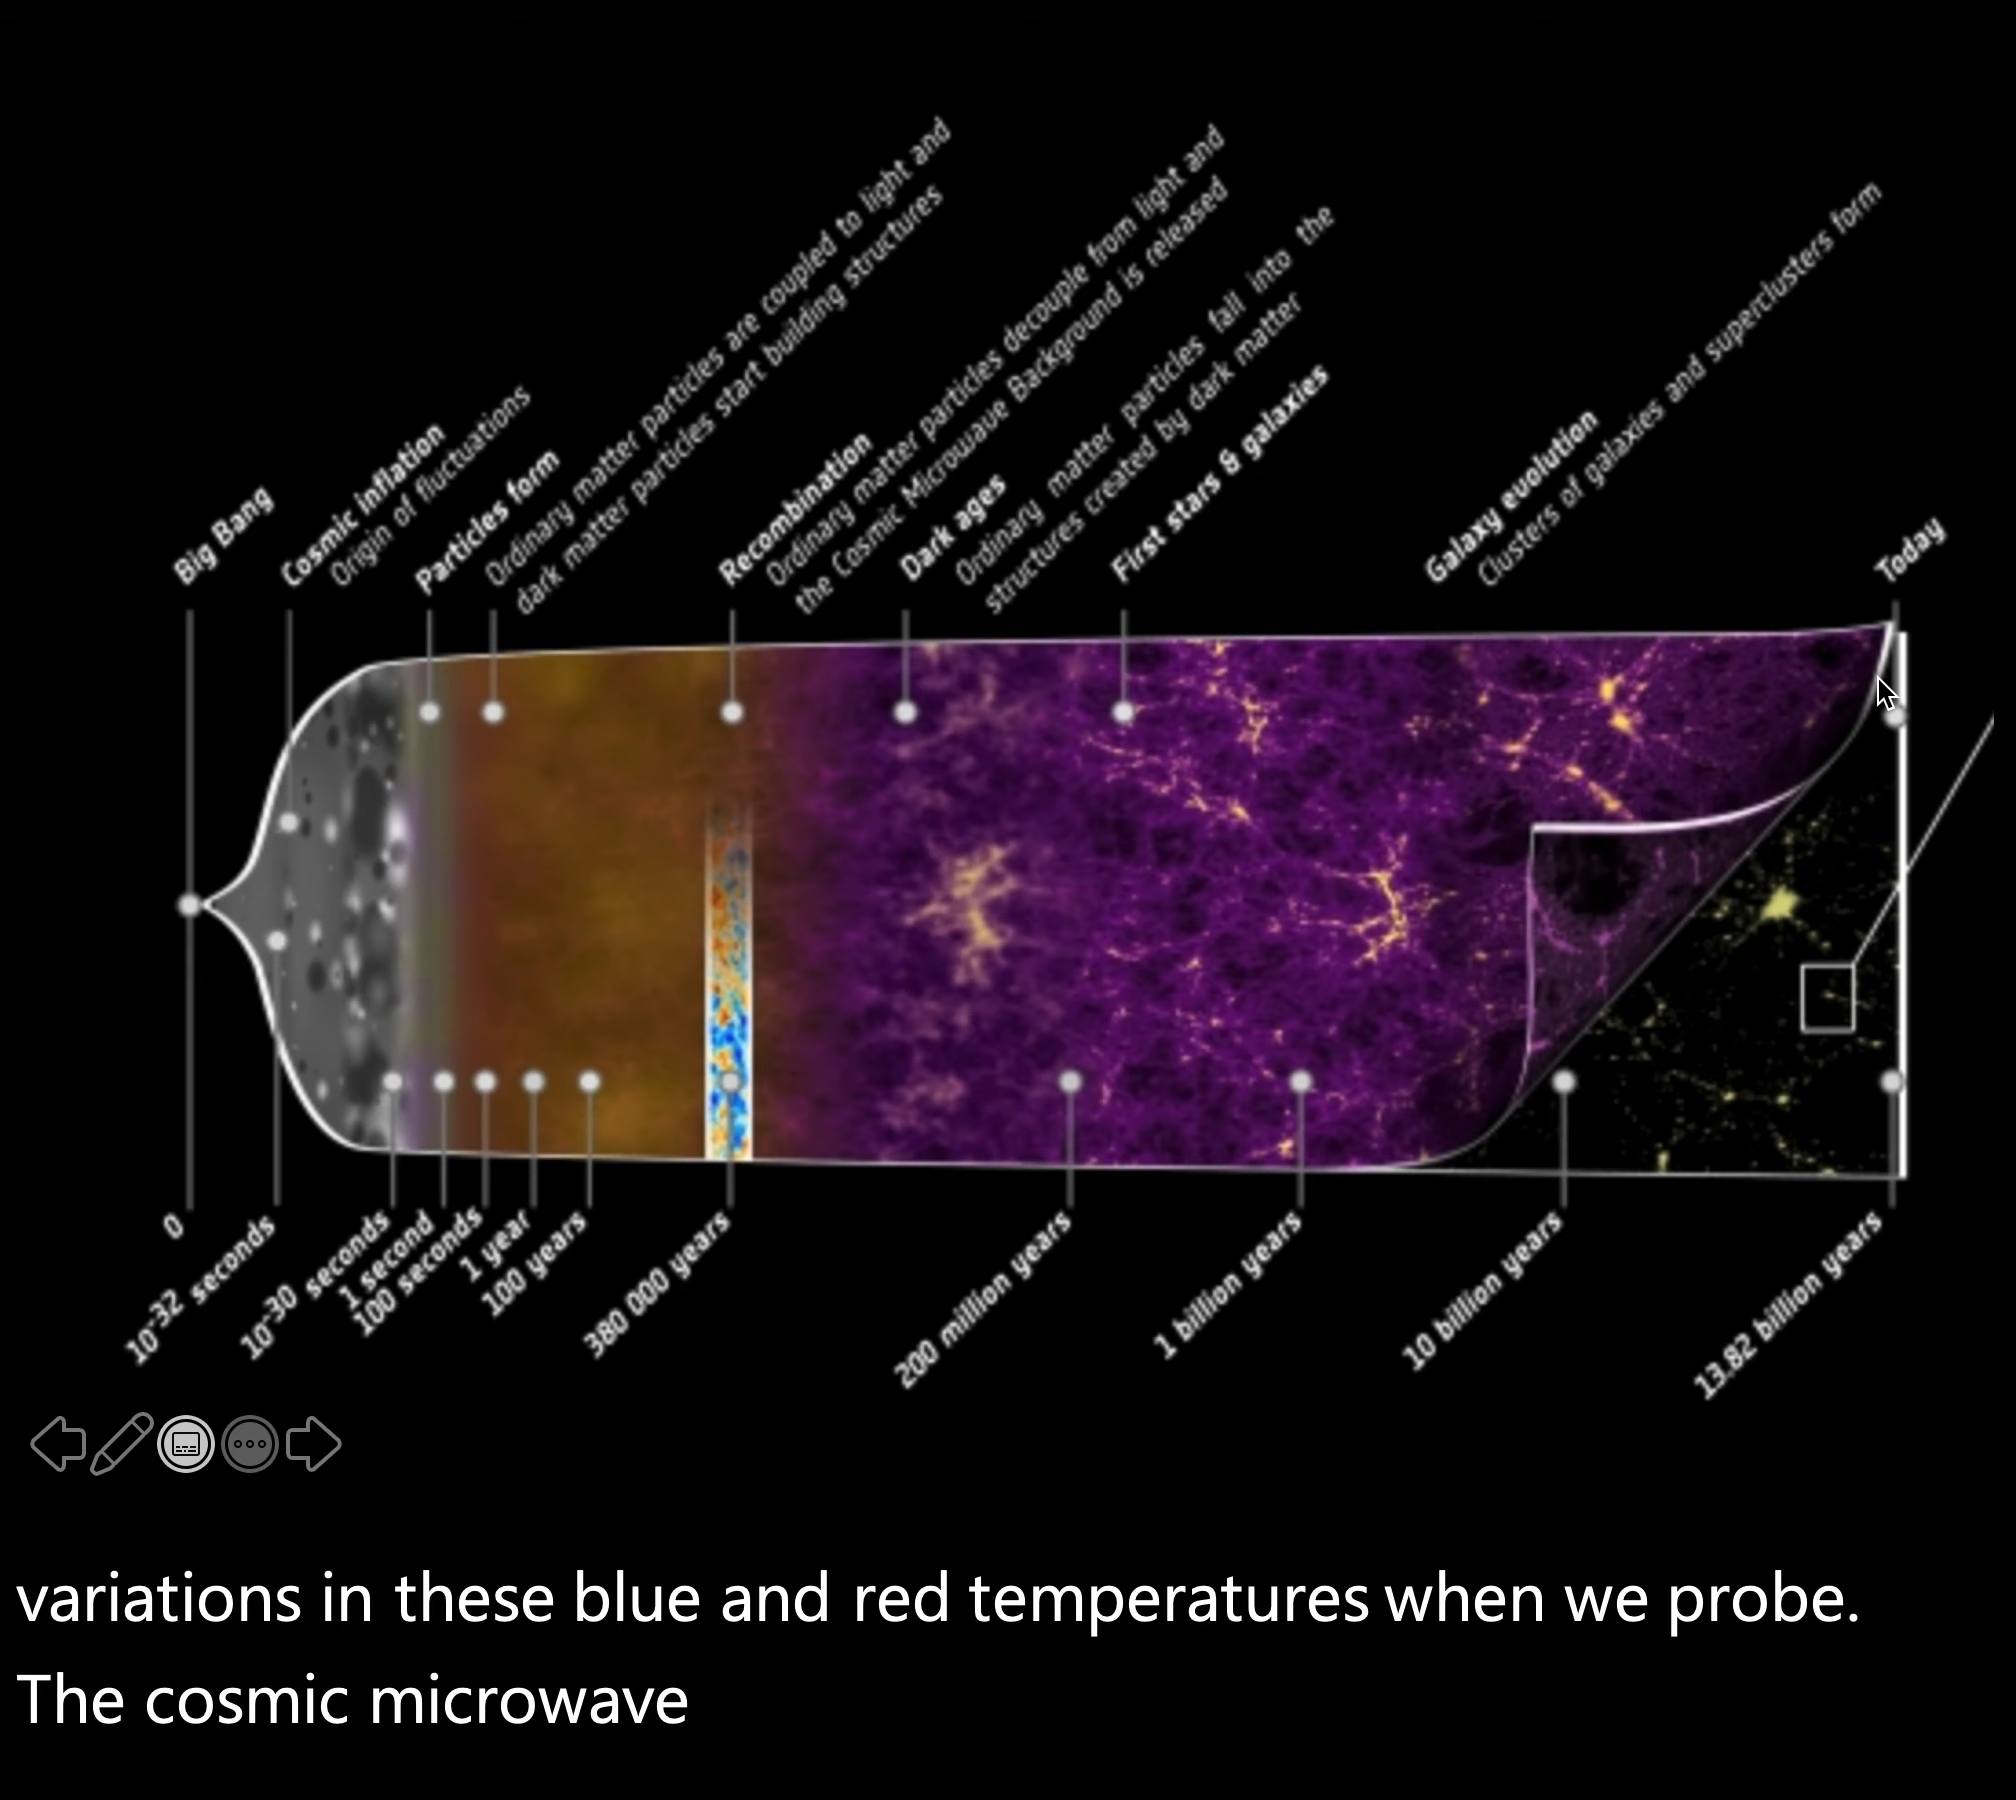 Big Bang
Cosmic inflation
Origin of fluctuations
Particles form
Ordinary matter particles are coupled to light and
dark matter particles start building structures
Recombination
Ordinary matter particles decouple from light and
the Cosmic Microwave Background is released
Dark ages
Ordinary matter particles fall into the
structures created by dark matter
First stars & galaxies
Galaxy evolution
Clusters of galaxies and superclusters form
Today
0
10⁻³² seconds
10⁻³⁰ seconds
1 second
100 seconds
1 year
100 years
380 000 years
200 million years
1 billion years
10 billion years
13.82 billion years
variations in these blue and red temperatures when we probe.
The cosmic microwave